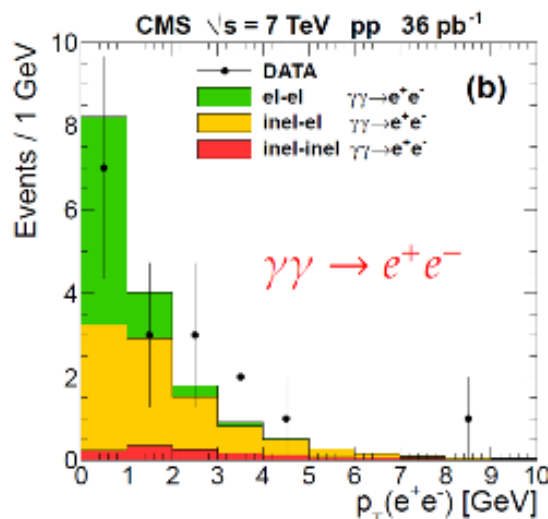 CMS √s = 7 TeV pp 36 pb⁻¹
(b)
DATA
el-el γγ→e⁺e⁻
inel-el γγ→e⁺e⁻
inel-inel γγ→e⁺e⁻
γγ → e⁺e⁻
Events / 1 GeV
10
8
6
4
2
0
0 1 2 3 4 5 6 7 8 9 10
p_T(e⁺e⁻) [GeV]